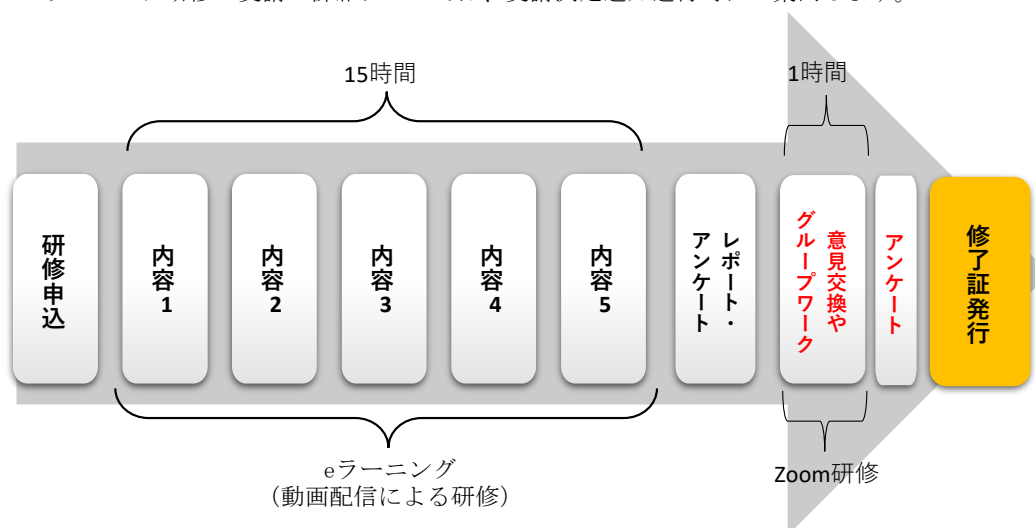 15時間
1時間
研修申込
内容1
内容2
内容3
内容4
内容5
レポート・
アンケート
意見交換や
グループワーク
アンケート
修了証発行
eラーニング
（動画配信による研修）
Zoom研修